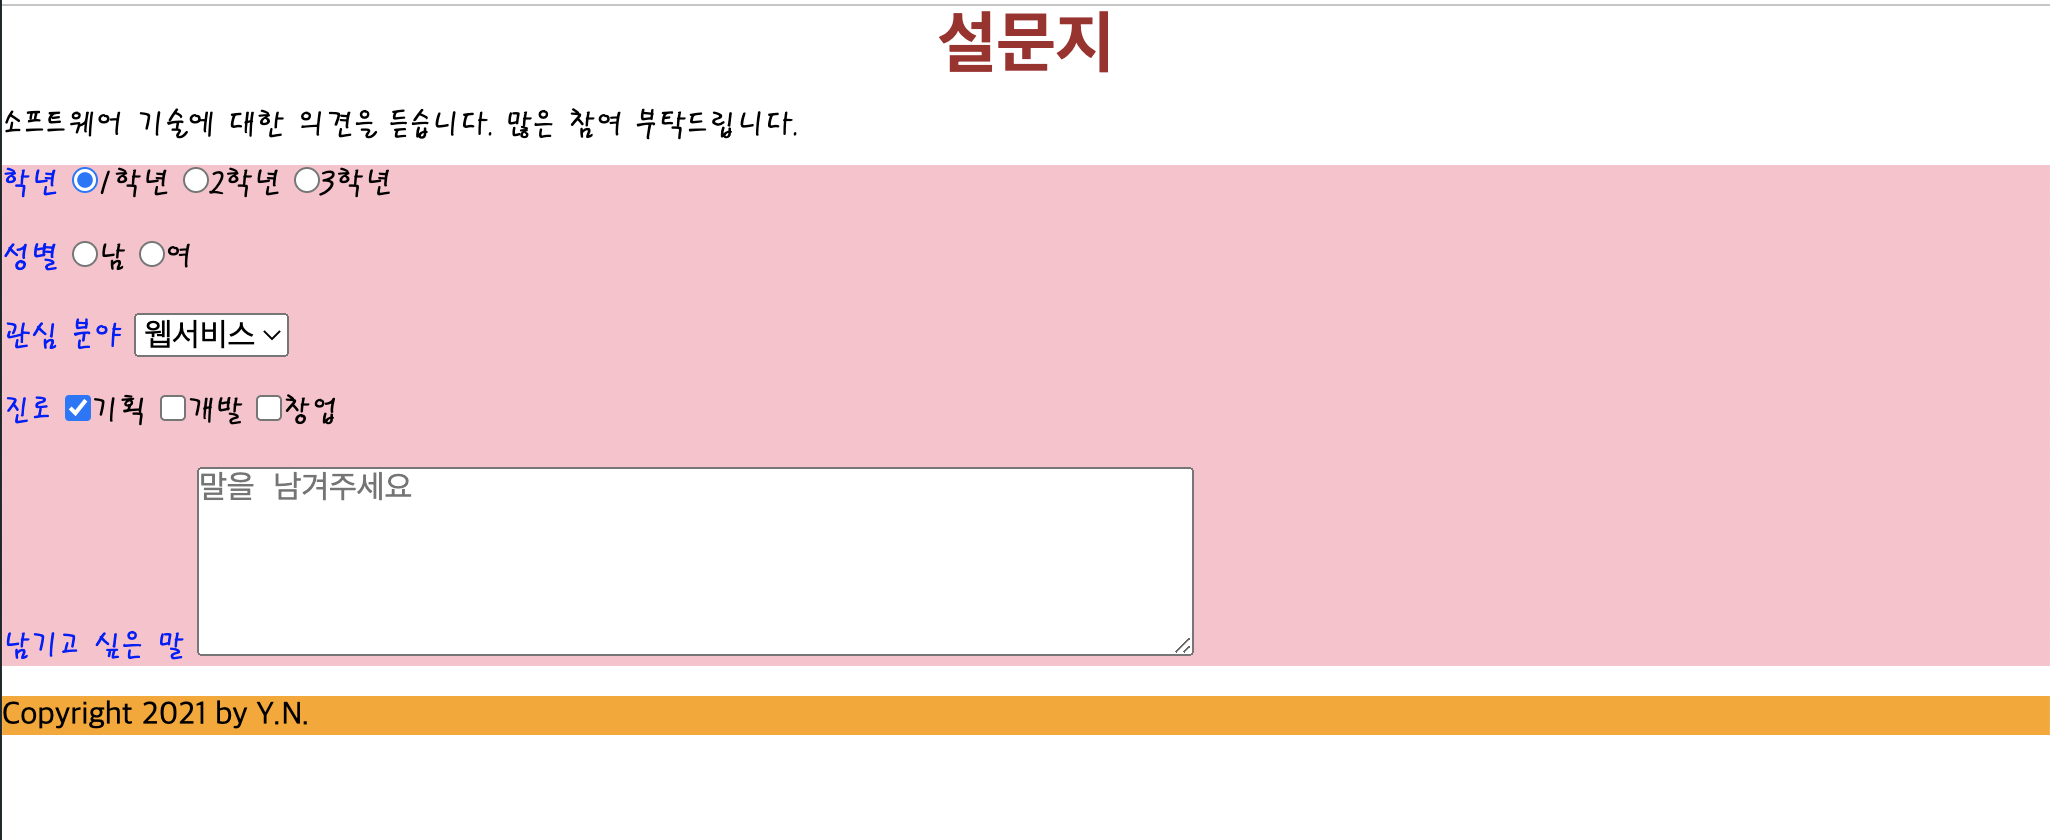 설문지
소프트웨어 기술에 대한 의견을 듣습니다. 많은 참여 부탁드립니다.
학년 1학년 2학년 3학년
성별 남 여
관심 분야 웹서비스
진로 기획 개발 창업
말을 남겨주세요
남기고 싶은 말
Copyright 2021 by Y.N.